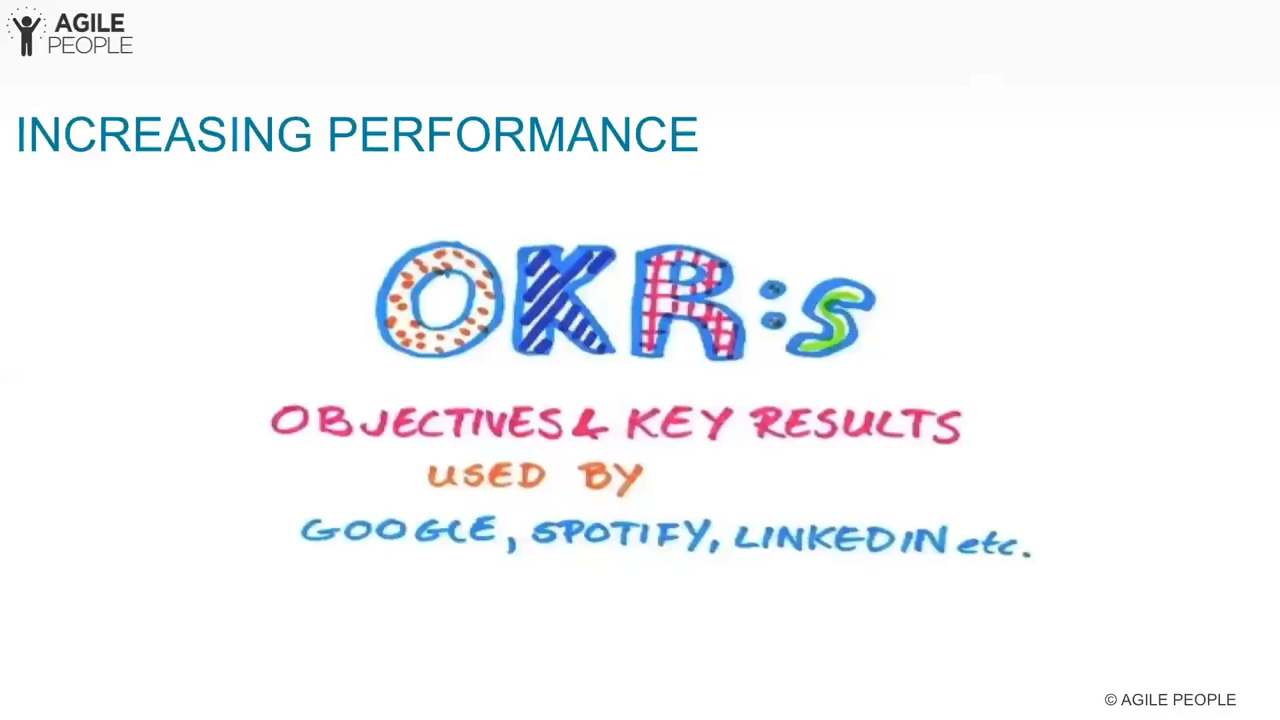 AGILE
PEOPLE
INCREASING PERFORMANCE
OKR:s
OBJECTIVES & KEY RESULTS
USED BY
GOOGLE, SPOTIFY, LINKEDIN etc.
© AGILE PEOPLE